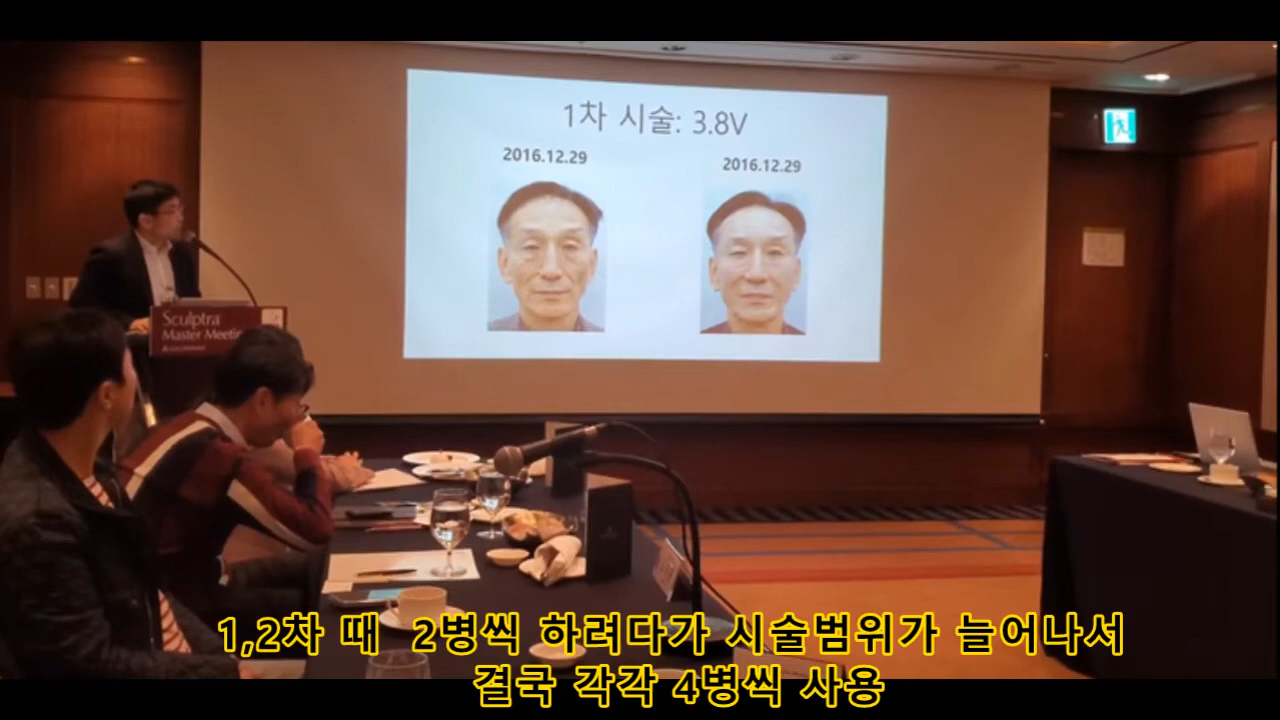 1차 시술: 3.8V
2016.12.29
2016.12.29
Sculptra
Master Meetin
1,2차 때 2병씩 하려다가 시술범위가 늘어나서
결국 각각 4병씩 사용